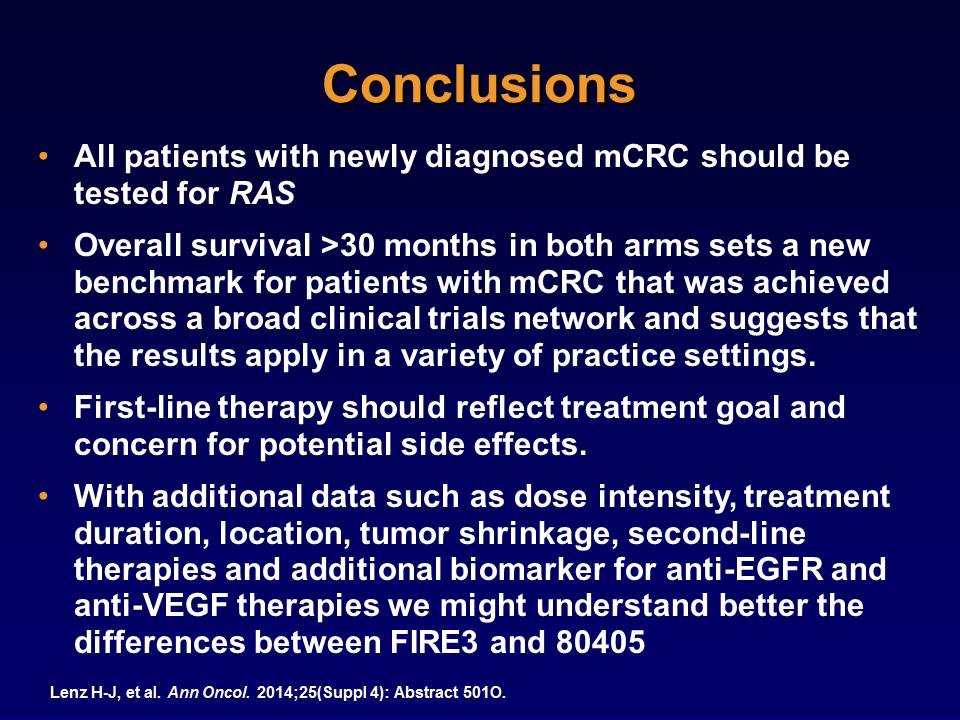 Conclusions
• All patients with newly diagnosed mCRC should be
tested for RAS
• Overall survival >30 months in both arms sets a new
benchmark for patients with mCRC that was achieved
across a broad clinical trials network and suggests that
the results apply in a variety of practice settings.
• First-line therapy should reflect treatment goal and
concern for potential side effects.
• With additional data such as dose intensity, treatment
duration, location, tumor shrinkage, second-line
therapies and additional biomarker for anti-EGFR and
anti-VEGF therapies we might understand better the
differences between FIRE3 and 80405
Lenz H-J, et al. Ann Oncol. 2014;25(Suppl 4): Abstract 501O.